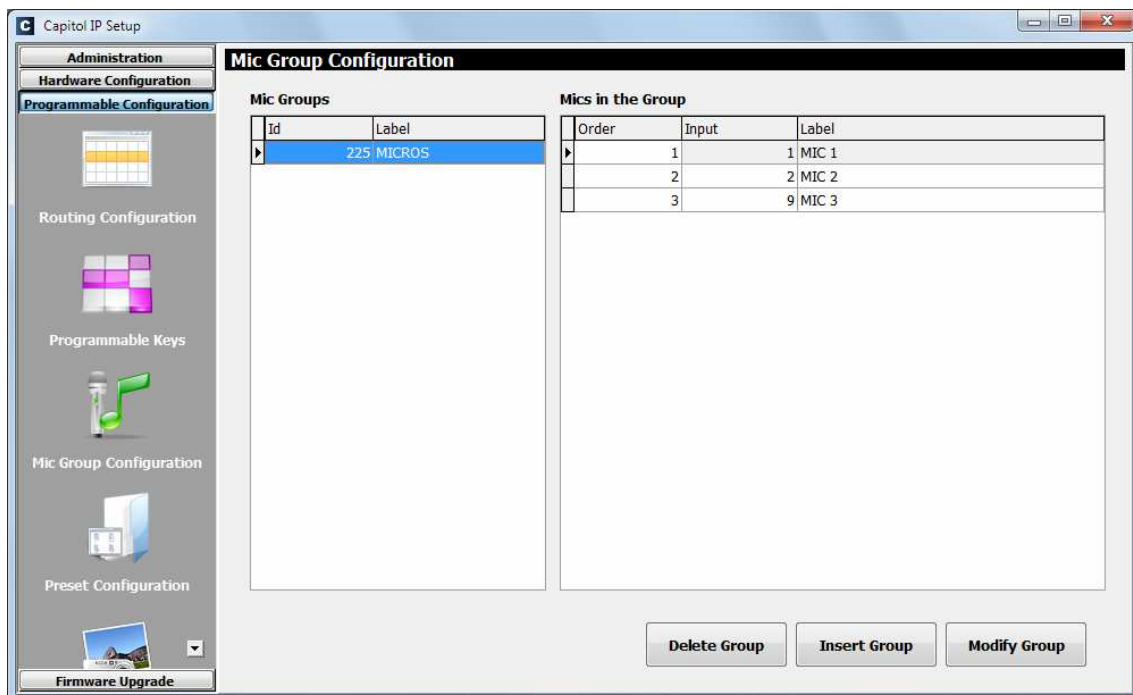 C Capitol IP Setup
Administration
Hardware Configuration
Programmable Configuration
Routing Configuration
Programmable Keys
Mic Group Configuration
Preset Configuration
Firmware Upgrade
Mic Group Configuration
Mic Groups
Id Label
225 MICROS
Mics in the Group
Order Input Label
1 1 MIC 1
2 2 MIC 2
3 9 MIC 3
Delete Group Insert Group Modify Group